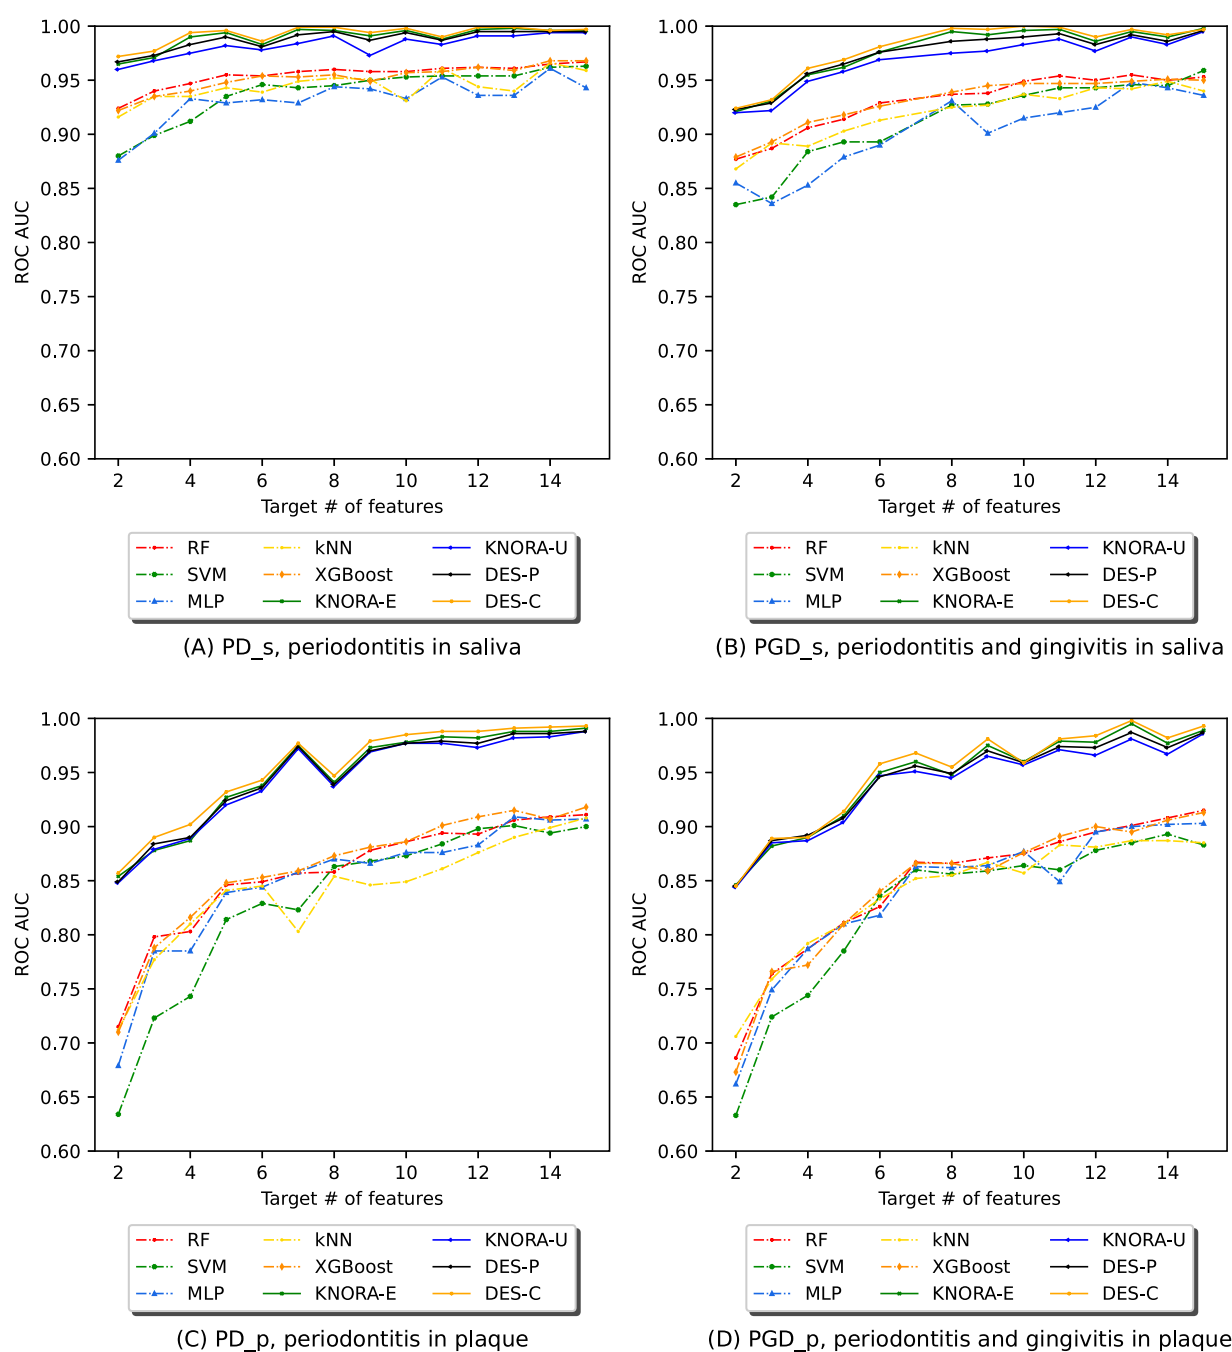 1.00
0.95
0.90
0.85
0.80
0.75
0.70
0.65
0.60
ROC AUC
2 4 6 8 10 12 14
Target # of features
RF kNN KNORA-U
SVM XGBoost DES-P
MLP KNORA-E DES-C
(A) PD_s, periodontitis in saliva
1.00
0.95
0.90
0.85
0.80
0.75
0.70
0.65
0.60
ROC AUC
2 4 6 8 10 12 14
Target # of features
RF kNN KNORA-U
SVM XGBoost DES-P
MLP KNORA-E DES-C
(B) PGD_s, periodontitis and gingivitis in saliva
1.00
0.95
0.90
0.85
0.80
0.75
0.70
0.65
0.60
ROC AUC
2 4 6 8 10 12 14
Target # of features
RF kNN KNORA-U
SVM XGBoost DES-P
MLP KNORA-E DES-C
(C) PD_p, periodontitis in plaque
1.00
0.95
0.90
0.85
0.80
0.75
0.70
0.65
0.60
ROC AUC
2 4 6 8 10 12 14
Target # of features
RF kNN KNORA-U
SVM XGBoost DES-P
MLP KNORA-E DES-C
(D) PGD_p, periodontitis and gingivitis in plaque